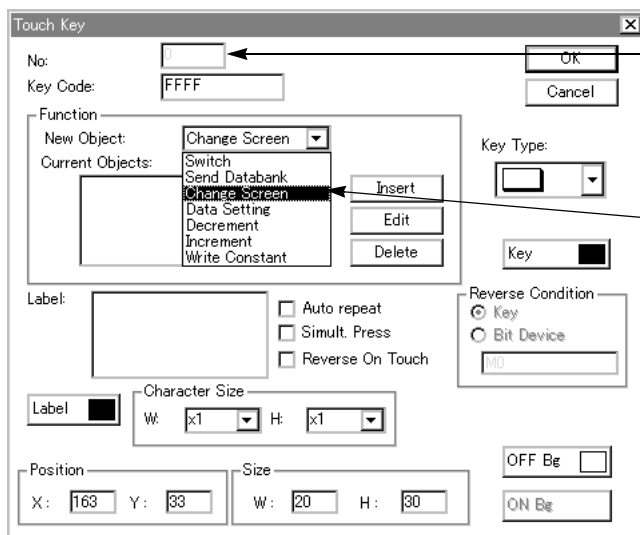 Touch Key
No: 0
OK
Key Code: FFFF
Cancel
Function
New Object: Change Screen
Key Type:
Current Objects:
Switch
Send Databank
Change Screen
Data Setting
Decrement
Increment
Write Constant
Insert
Edit
Delete
Key
Label:
Auto repeat
Simult. Press
Reverse On Touch
Reverse Condition
Key
Bit Device
M0
Label
Character Size
W: x1 H: x1
Position
X: 163 Y: 33
Size
W: 20 H: 30
OFF Bg
ON Bg